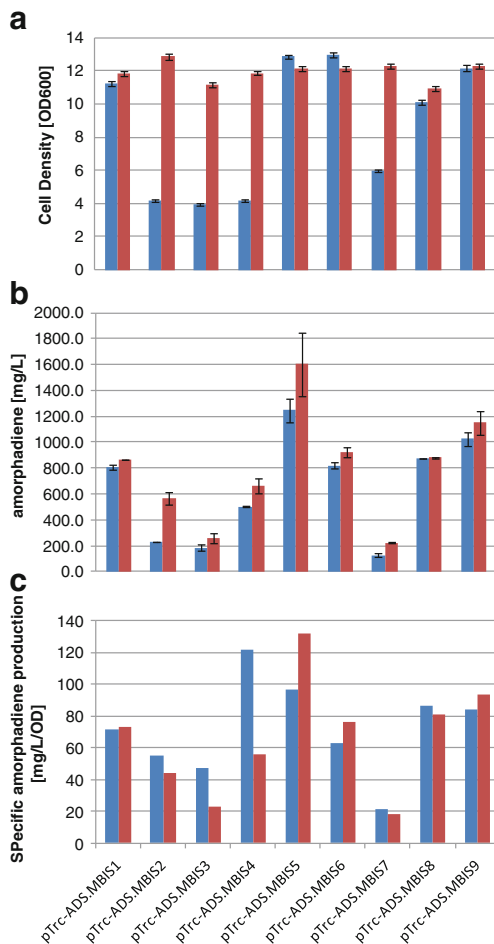 a
Cell Density [OD600]
14
12
10
8
6
4
2
0
b
amorphadiene [mg/L]
2000.0
1800.0
1600.0
1400.0
1200.0
1000.0
800.0
600.0
400.0
200.0
0.0
c
SPecific amorphadiene production
[mg/L/OD]
140
120
100
80
60
40
20
0
pTrc-ADS.MBIS1
pTrc-ADS.MBIS2
pTrc-ADS.MBIS3
pTrc-ADS.MBIS4
pTrc-ADS.MBIS5
pTrc-ADS.MBIS6
pTrc-ADS.MBIS7
pTrc-ADS.MBIS8
pTrc-ADS.MBIS9